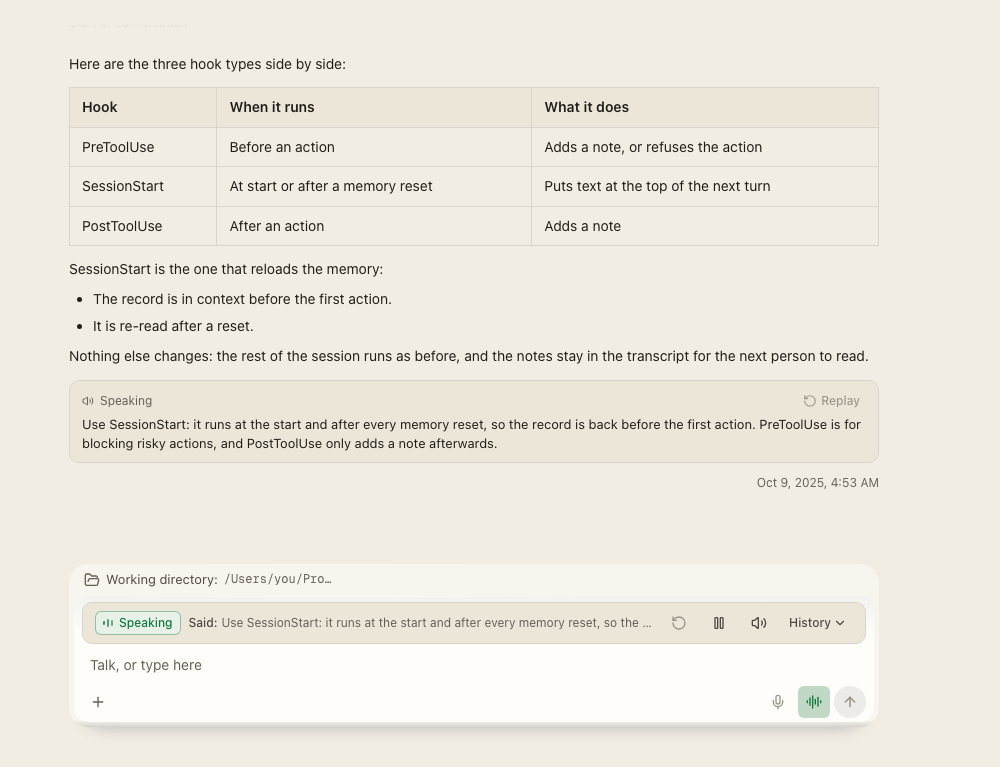 Here are the three hook types side by side:
Hook When it runs What it does
PreToolUse Before an action Adds a note, or refuses the action
SessionStart At start or after a memory reset Puts text at the top of the next turn
PostToolUse After an action Adds a note
SessionStart is the one that reloads the memory:
• The record is in context before the first action.
• It is re-read after a reset.
Nothing else changes: the rest of the session runs as before, and the notes stay in the transcript for the next person to read.
Speaking Replay
Use SessionStart: it runs at the start and after every memory reset, so the record is back before the first action. PreToolUse is for
blocking risky actions, and PostToolUse only adds a note afterwards.
Oct 9, 2025, 4:53 AM
Working directory: /Users/you/Pro…
Speaking Said: Use SessionStart: it runs at the start and after every memory reset, so the … History
Talk, or type here